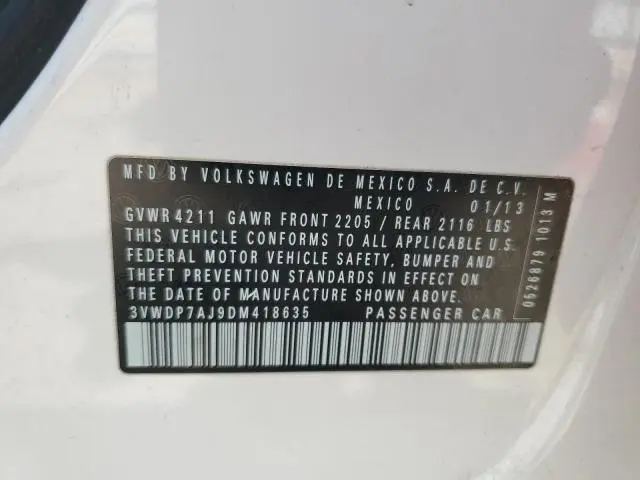 MFD BY VOLKSWAGEN DE MEXICO S.A. DE C.V.
MEXICO 01/13
GVWR 4211 GAWR FRONT 2205 / REAR 2116 LBS
THIS VEHICLE CONFORMS TO ALL APPLICABLE U.S.
FEDERAL MOTOR VEHICLE SAFETY, BUMPER AND
THEFT PREVENTION STANDARDS IN EFFECT ON
THE DATE OF MANUFACTURE SHOWN ABOVE.
3VWDP7AJ9DM418635 PASSENGER CAR
0526879 1013 M